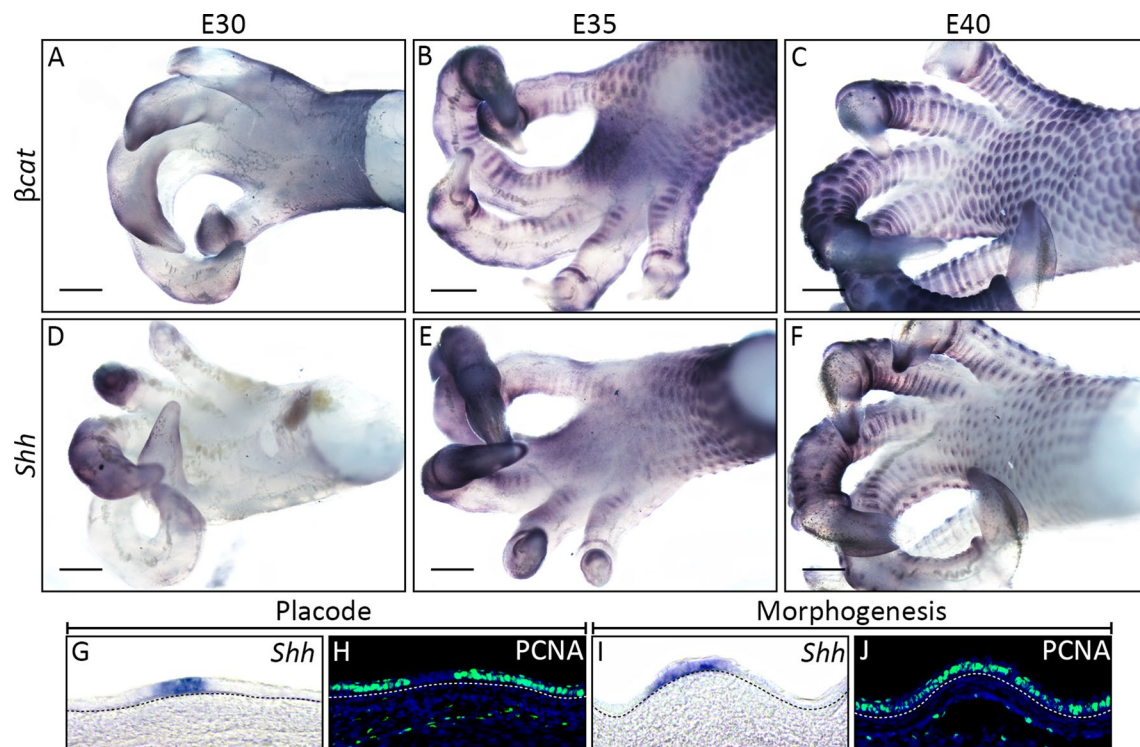 E30 E35 E40
A B C
βcat
D E F
Shh
Placode Morphogenesis
G Shh H PCNA I Shh J PCNA